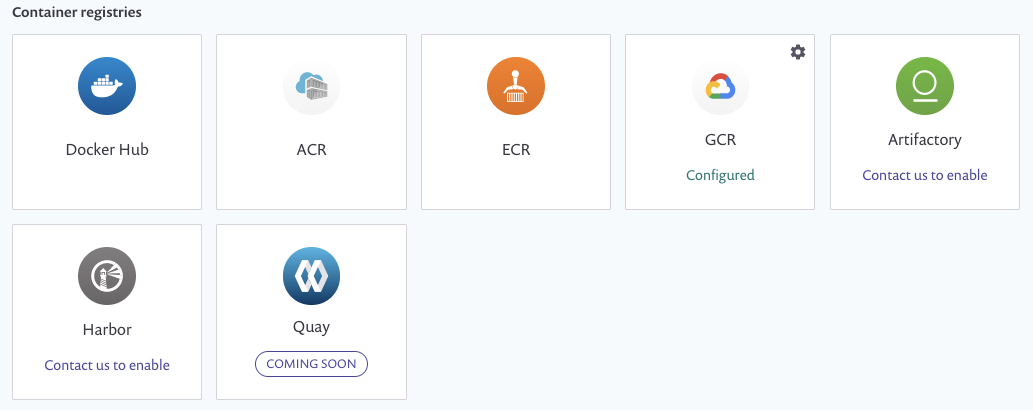 Container registries
Docker Hub
ACR
ECR
GCR
Configured
Artifactory
Contact us to enable
Harbor
Contact us to enable
Quay
COMING SOON